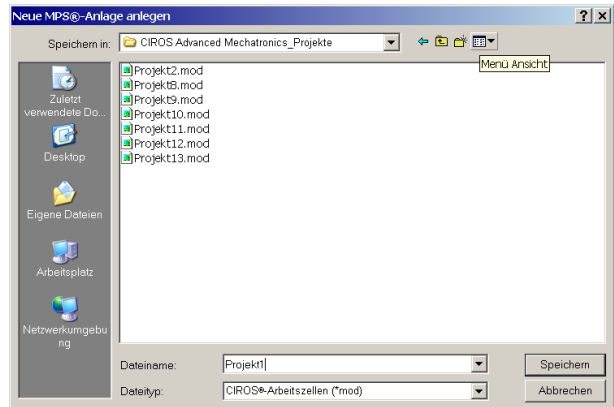 Neue MPS®-Anlage anlegen
Speichern in:
CIROS Advanced Mechatronics_Projekte
Menü Ansicht
Zuletzt
verwendete Do...
Desktop
Eigene Dateien
Arbeitsplatz
Netzwerkumgebu
ng
Projekt2.mod
Projekt8.mod
Projekt9.mod
Projekt10.mod
Projekt11.mod
Projekt12.mod
Projekt13.mod
Dateiname:
Projekt1
Speichern
Dateityp:
CIROS®-Arbeitszellen (*mod)
Abbrechen